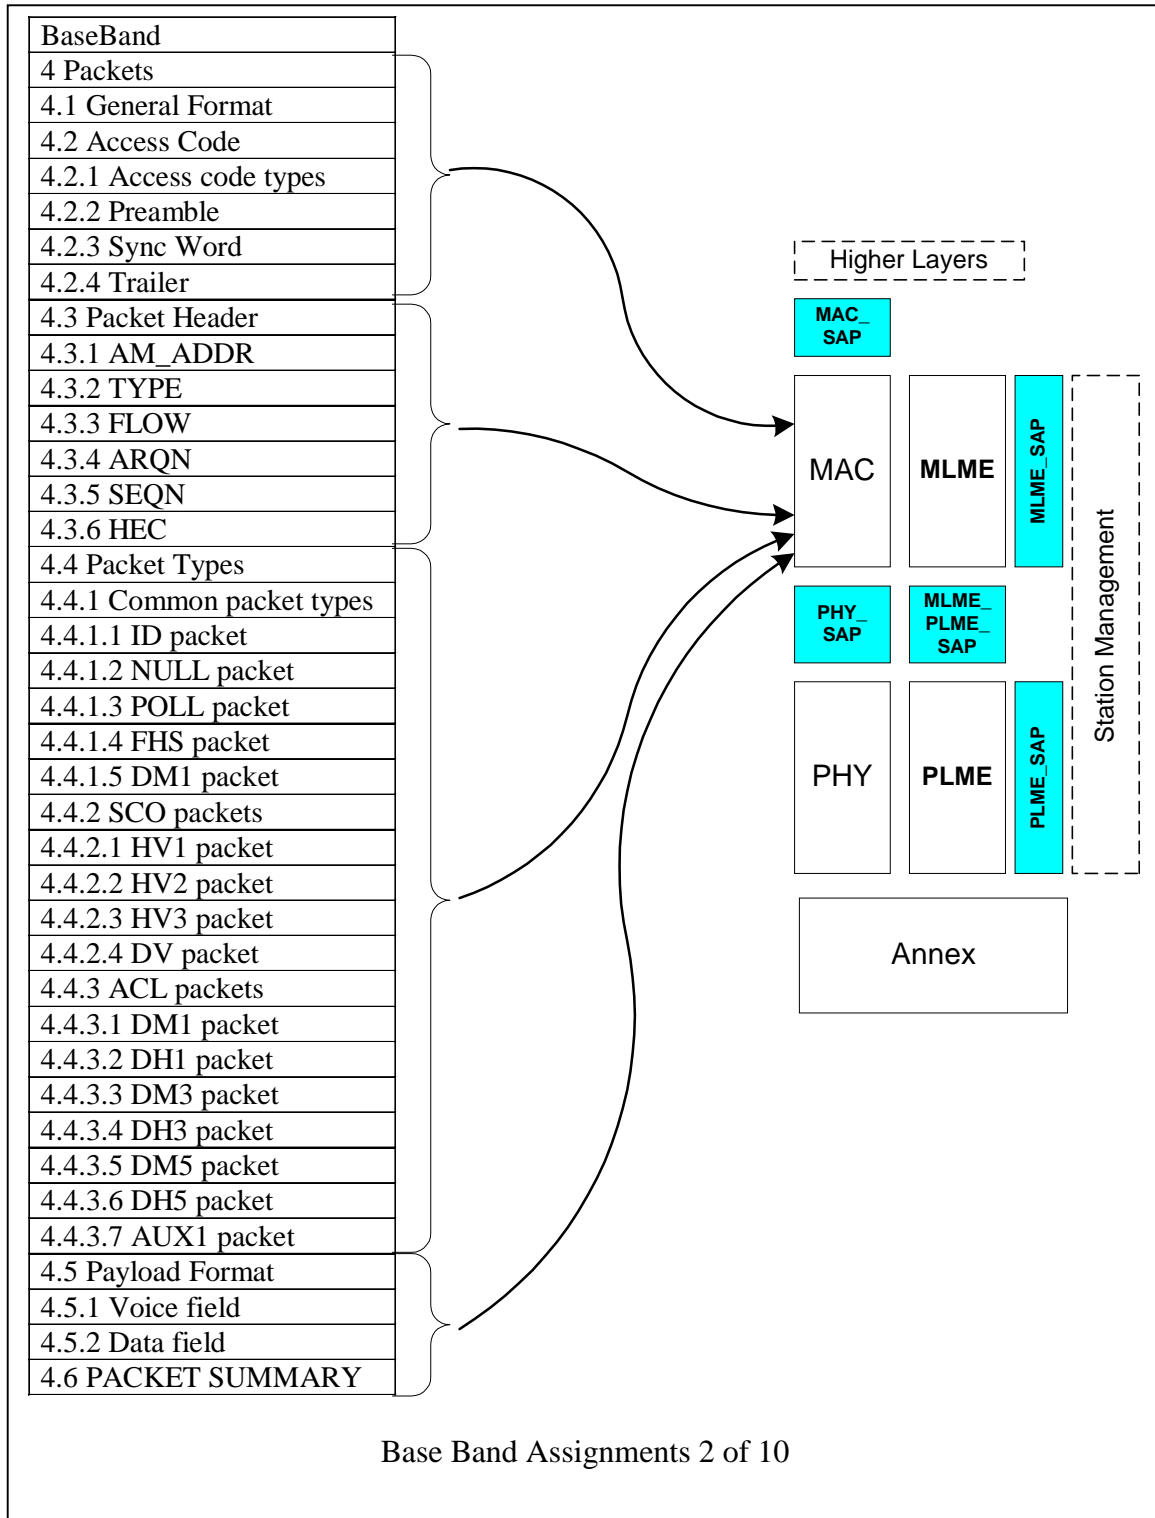 BaseBand
4 Packets
4.1 General Format
4.2 Access Code
4.2.1 Access code types
4.2.2 Preamble
4.2.3 Sync Word
4.2.4 Trailer
4.3 Packet Header
4.3.1 AM_ADDR
4.3.2 TYPE
4.3.3 FLOW
4.3.4 ARQN
4.3.5 SEQN
4.3.6 HEC
4.4 Packet Types
4.4.1 Common packet types
4.4.1.1 ID packet
4.4.1.2 NULL packet
4.4.1.3 POLL packet
4.4.1.4 FHS packet
4.4.1.5 DM1 packet
4.4.2 SCO packets
4.4.2.1 HV1 packet
4.4.2.2 HV2 packet
4.4.2.3 HV3 packet
4.4.2.4 DV packet
4.4.3 ACL packets
4.4.3.1 DM1 packet
4.4.3.2 DH1 packet
4.4.3.3 DM3 packet
4.4.3.4 DH3 packet
4.4.3.5 DM5 packet
4.4.3.6 DH5 packet
4.4.3.7 AUX1 packet
4.5 Payload Format
4.5.1 Voice field
4.5.2 Data field
4.6 PACKET SUMMARY
Higher Layers
MAC_
SAP
MAC
MLME
MLME_SAP
Station Management
PHY_
SAP
MLME_
PLME_
SAP
PHY
PLME
PLME_SAP
Annex
Base Band Assignments 2 of 10